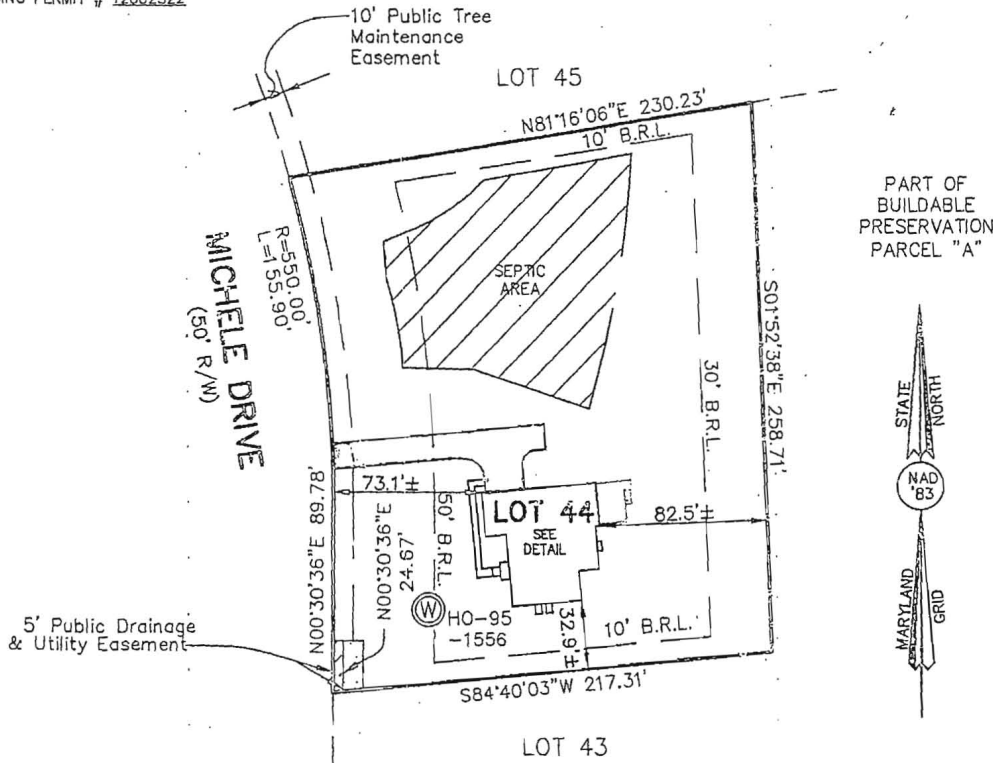 PERMIT #
10' Public Tree
Maintenance
Easement
LOT 45
N81°16'06"E 230.23'
10' B.R.L.
PART OF
BUILDABLE
PRESERVATION
PARCEL "A"
R=550.00'
L=155.90'
MICHELE DRIVE
(50' R/W)
SEPTIC
AREA
S01°52'38"E 258.71'
30' B.R.L.
STATE
NORTH
NAD
'83
MARYLAND
GRID
73.1'±
LOT 44
SEE
DETAIL
82.5'±
N00°30'36"E 89.78'
N00°30'36"E
24.67'
50' B.R.L.
W
HO-95
-1556
32.9'±
10' B.R.L.
5' Public Drainage
& Utility Easement
S84°40'03"W 217.31'
LOT 43